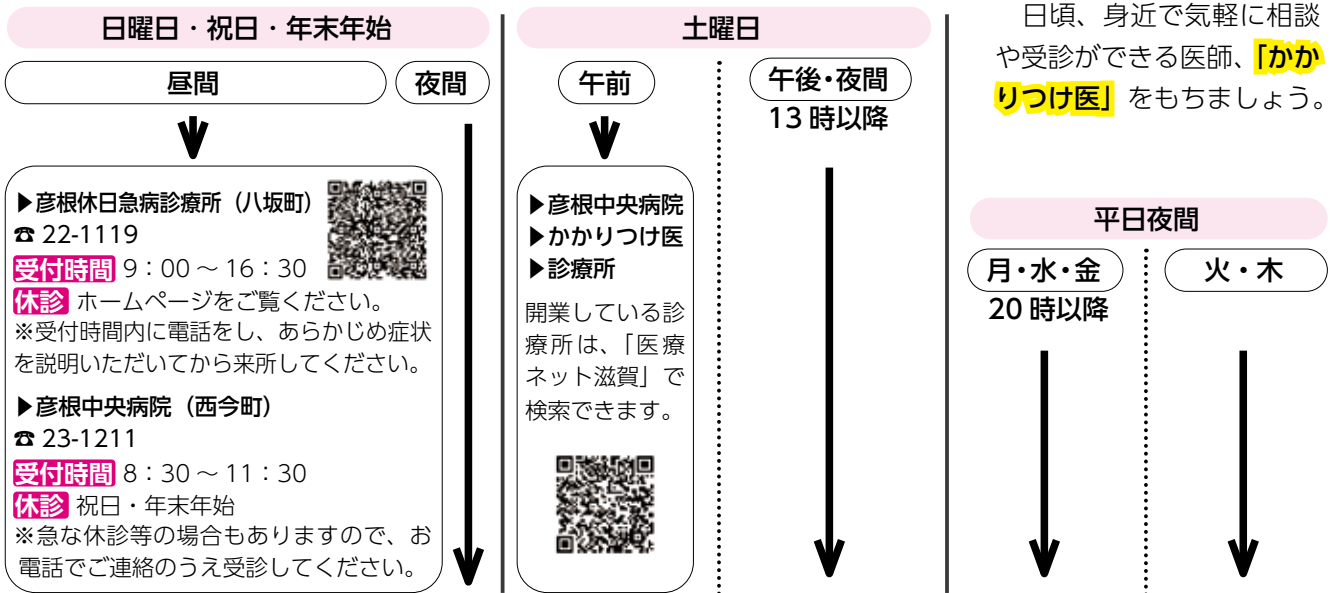 日曜日・祝日・年末年始
昼間
夜間
▶彦根休日急病診療所（八坂町）
☎ 22-1119
受付時間 9：00～16：30
休診 ホームページをご覧ください。
※受付時間内に電話をし、あらかじめ症状
を説明いただいてから来所してください。
▶彦根中央病院（西今町）
☎ 23-1211
受付時間 8：30～11：30
休診 祝日・年末年始
※急な休診等の場合もありますので、お
電話でご連絡のうえ受診してください。
土曜日
午前
▶彦根中央病院
▶かかりつけ医
▶診療所
開業している診
療所は、「医療
ネット滋賀」で
検索できます。
午後・夜間
13時以降
日頃、身近で気軽に相談
や受診ができる医師、「かか
りつけ医」をもちましょう。
平日夜間
月・水・金
20時以降
火・木